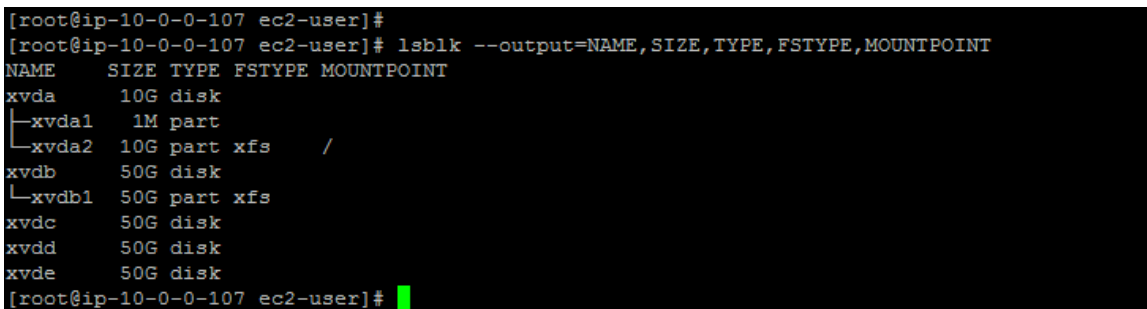 [root@ip-10-0-0-107 ec2-user]#
[root@ip-10-0-0-107 ec2-user]# lsblk --output=NAME,SIZE,TYPE,FSTYPE,MOUNTPOINT
NAME    SIZE TYPE FSTYPE MOUNTPOINT
xvda     10G disk
├─xvda1   1M part
└─xvda2  10G part xfs    /
xvdb     50G disk
└─xvdb1  50G part xfs
xvdc     50G disk
xvdd     50G disk
xvde     50G disk
[root@ip-10-0-0-107 ec2-user]#